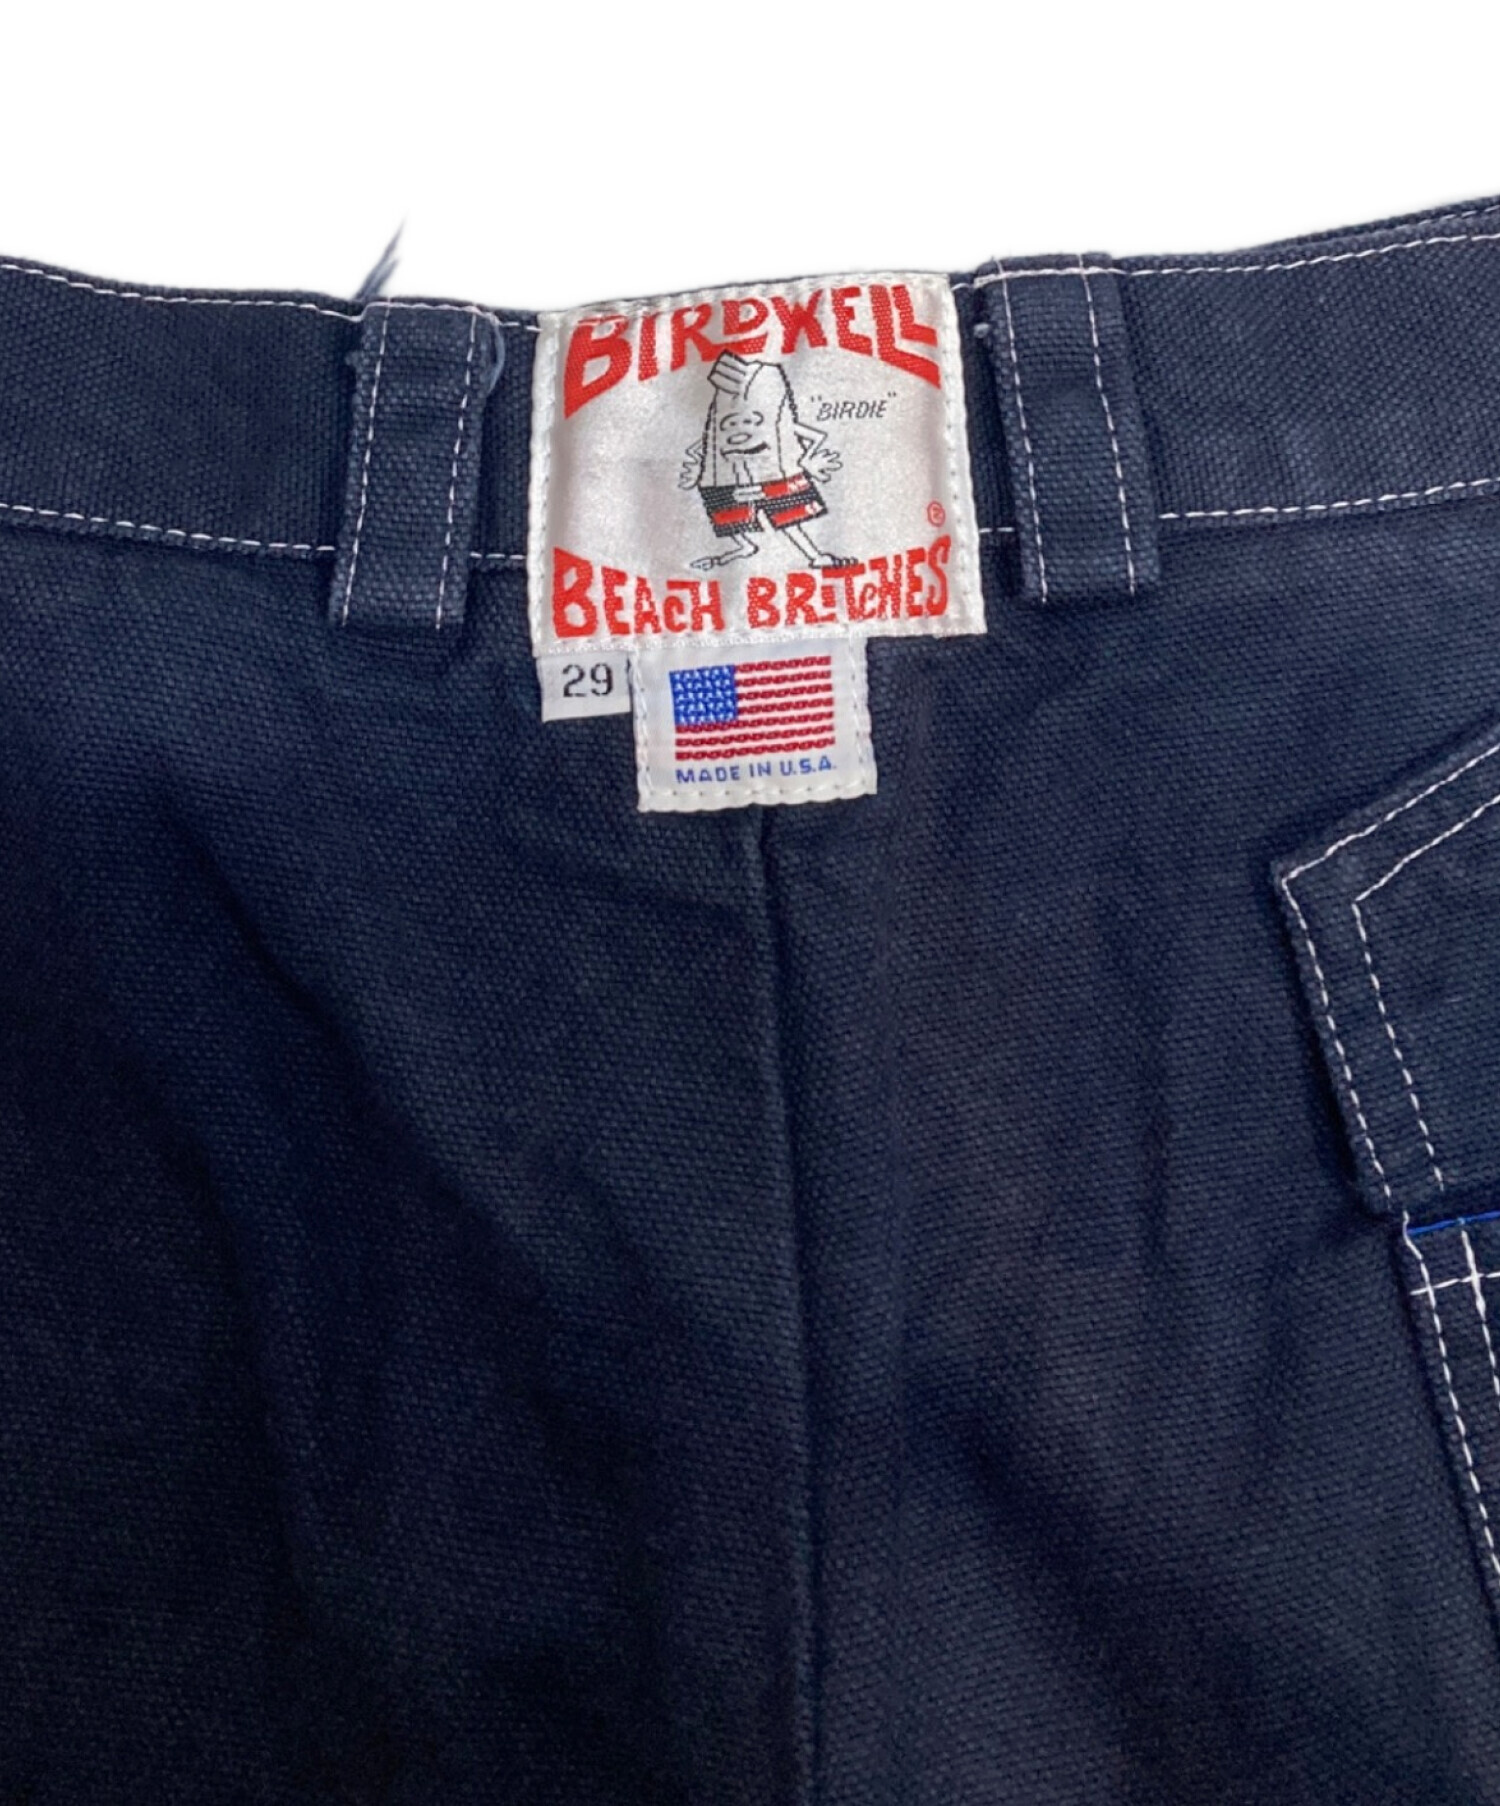 BIRDWELL
"BIRDIE"
®
BEACH BRITCHES
29
MADE IN U.S.A.